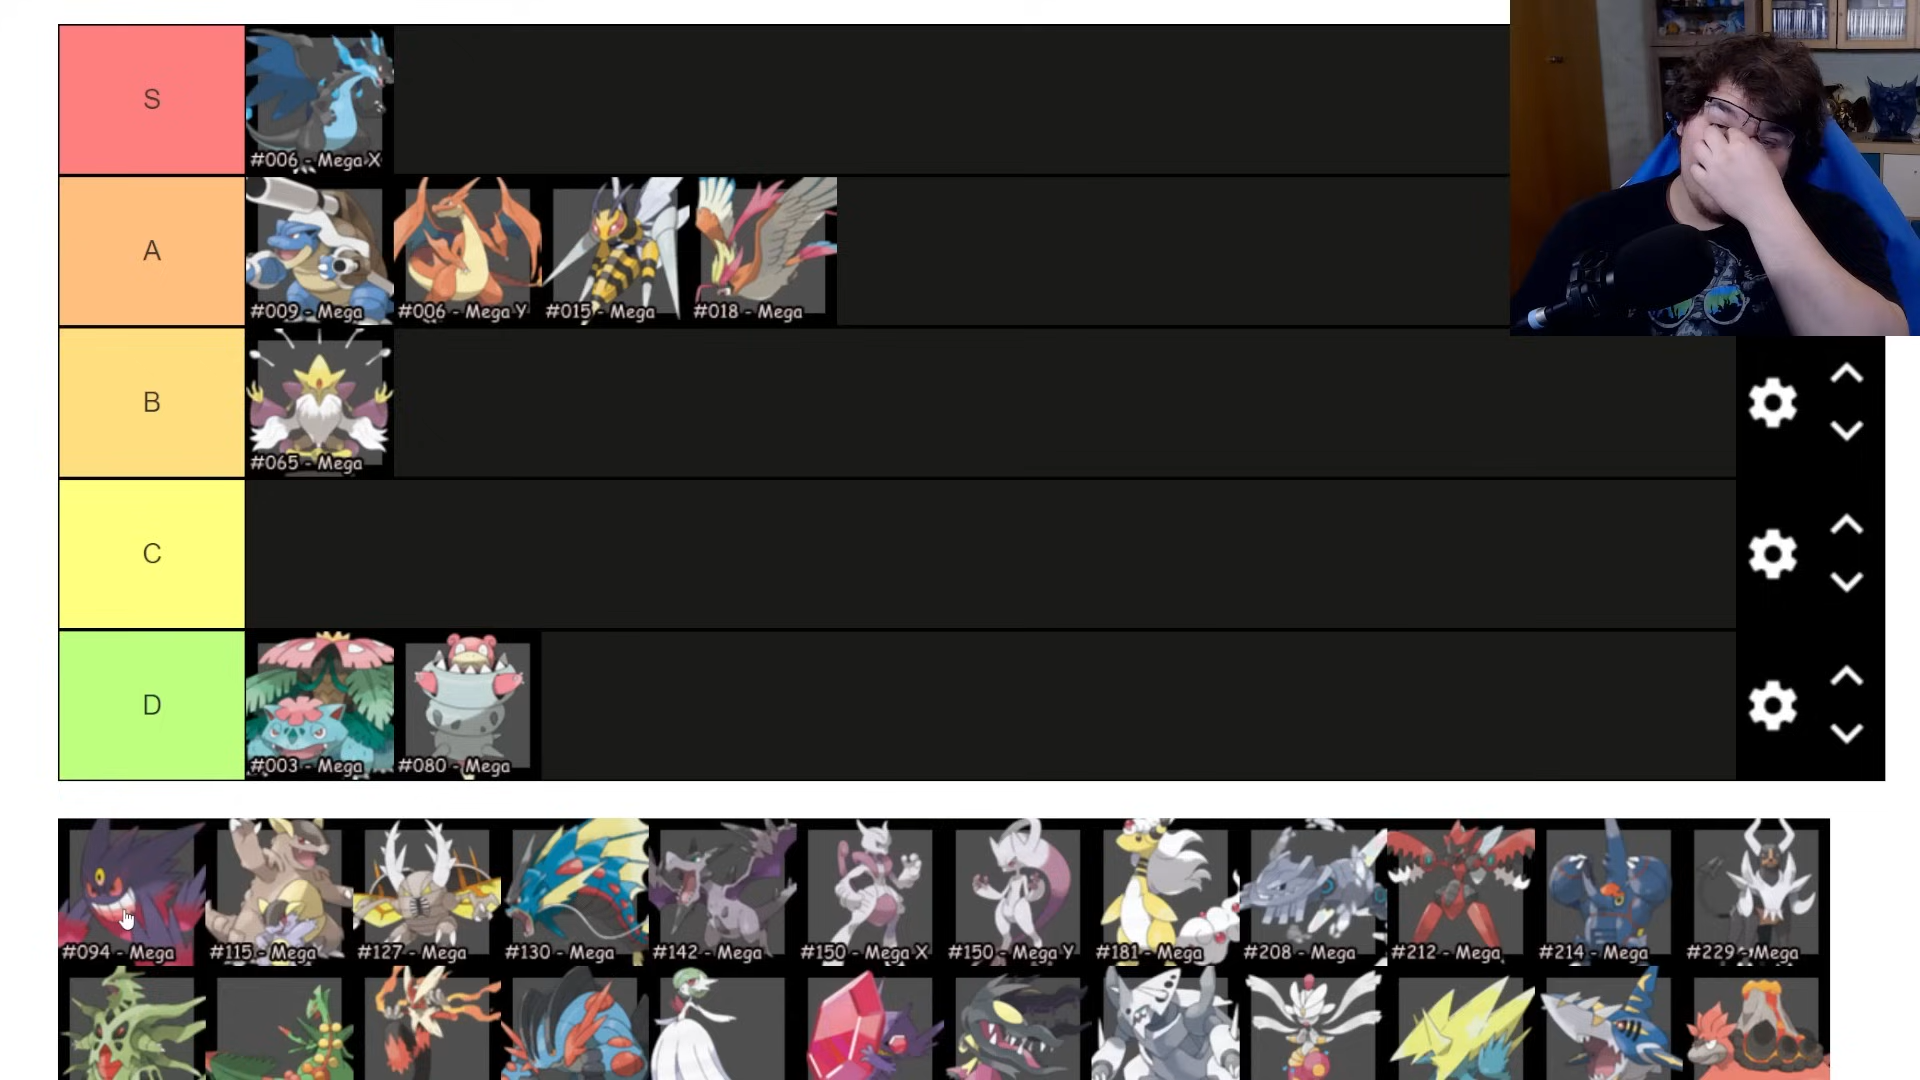 S
#006 - Mega X
A
#009 - Mega
#006 - Mega Y
#015 - Mega
#018 - Mega
B
#065 - Mega
C
D
#003 - Mega
#080 - Mega
#094 - Mega
#115 - Mega
#127 - Mega
#130 - Mega
#142 - Mega
#150 - Mega X
#150 - Mega Y
#181 - Mega
#208 - Mega
#212 - Mega
#214 - Mega
#229 - Mega